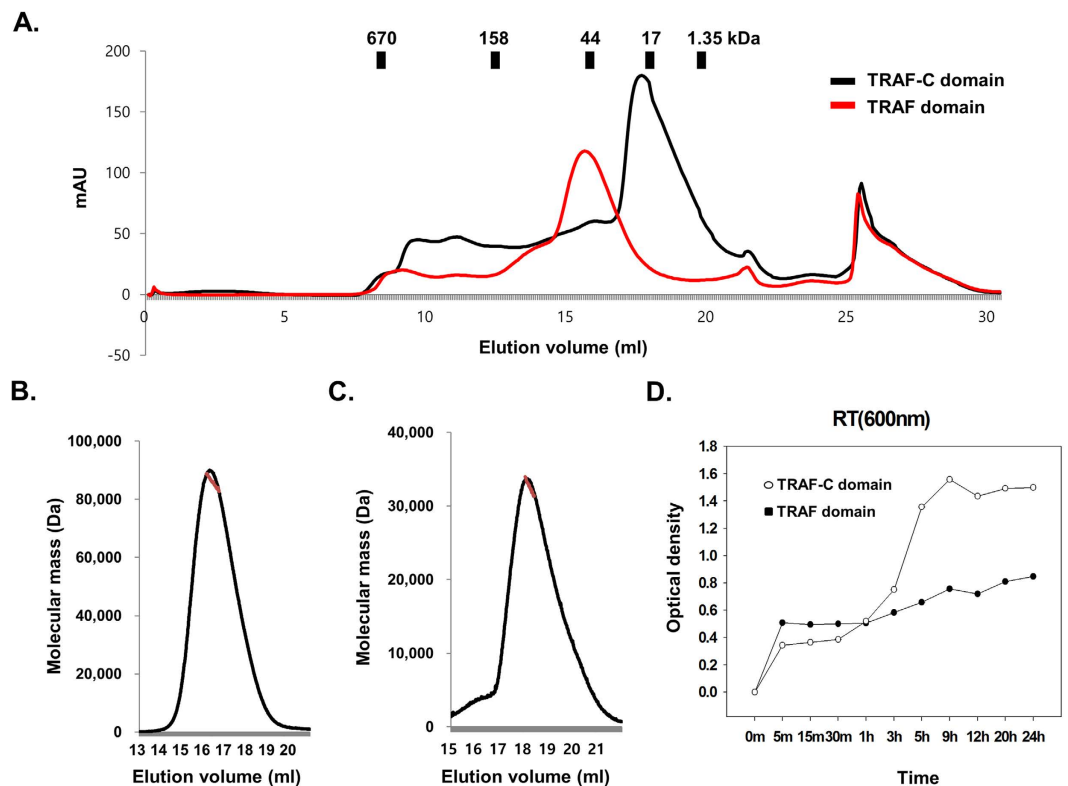 A.
670 158 44 17 1.35 kDa
200
150
100
50
0
-50
mAU
0 5 10 15 20 25 30
Elution volume (ml)
TRAF-C domain
TRAF domain
B.
100,000
80,000
60,000
40,000
20,000
0
Molecular mass (Da)
13 14 15 16 17 18 19 20
Elution volume (ml)
C.
40,000
30,000
20,000
10,000
0
Molecular mass (Da)
15 16 17 18 19 20 21
Elution volume (ml)
D.
RT(600nm)
1.8
1.6
1.4
1.2
1.0
0.8
0.6
0.4
0.2
0.0
Optical density
TRAF-C domain
TRAF domain
0m 5m 15m 30m 1h 3h 5h 9h 12h 20h 24h
Time